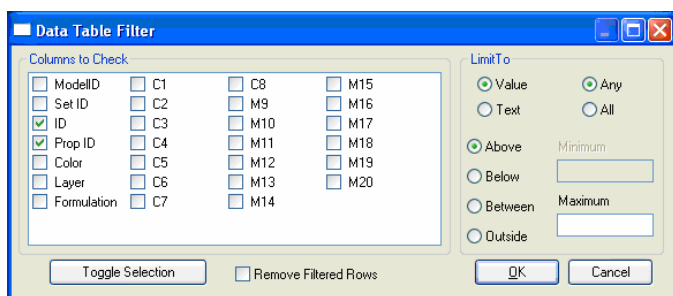 Data Table Filter
Columns to Check
LimitTo
ModelID C1 C8 M15
Set ID C2 M9 M16
ID C3 M10 M17
Prop ID C4 M11 M18
Color C5 M12 M19
Layer C6 M13 M20
Formulation C7 M14
Value Any
Text All
Above Minimum
Below
Between Maximum
Outside
Toggle Selection Remove Filtered Rows OK Cancel